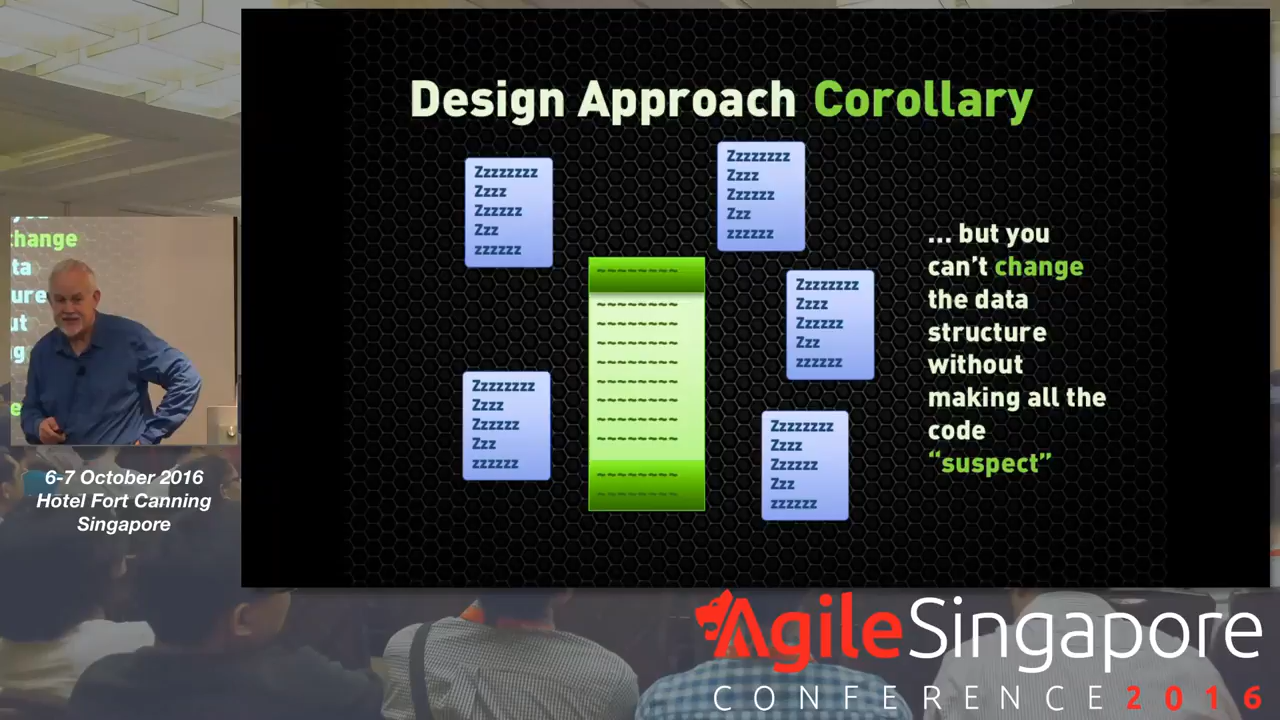 Design Approach Corollary
Zzzzzzzz
Zzzz
Zzzzzz
Zzz
zzzzzz
Zzzzzzzz
Zzzz
Zzzzzz
Zzz
zzzzzz
Zzzzzzzz
Zzzz
Zzzzzz
Zzz
zzzzzz
Zzzzzzzz
Zzzz
Zzzzzz
Zzz
zzzzzz
Zzzzzzzz
Zzzz
Zzzzzz
Zzz
zzzzzz
... but you
can't change
the data
structure
without
making all the
code
“suspect”
change
6-7 October 2016
Hotel Fort Canning
Singapore
AgileSingapore
CONFERENCE 2016